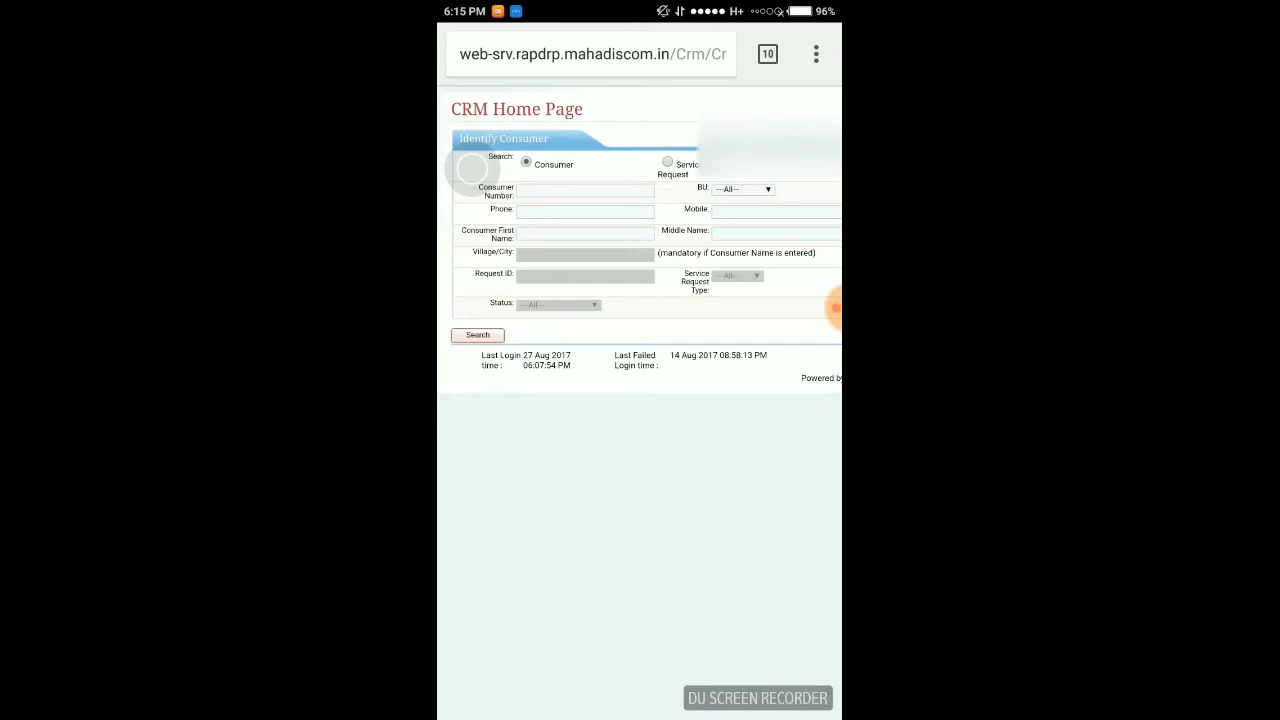 6:15 PM H+ 96%
web-srv.rapdrp.mahadiscom.in/Crm/Cr
10
CRM Home Page
Identify Consumer
Search: Consumer Servic
Request
Consumer
Number: BU: ---All---
Phone: Mobile:
Consumer First
Name: Middle Name:
Village/City: (mandatory if Consumer Name is entered)
Request ID: Service
Request
Type: ---All---
Status: ---All---
Search
Last Login 27 Aug 2017 Last Failed 14 Aug 2017 08:58:13 PM
time : 06:07:54 PM Login time :
Powered by
DU SCREEN RECORDER